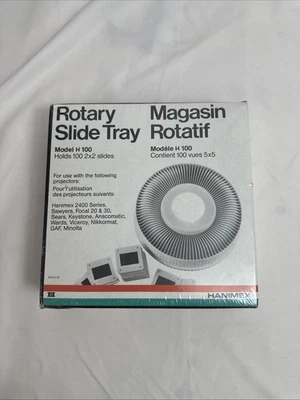 Rotary
Slide Tray
Model H 100
Holds 100 2x2 slides
Magasin
Rotatif
Modèle H 100
Contient 100 vues 5x5
For use with the following
projectors:
Pour l'utilisation
des projecteurs suivants:
Hanimex 2400 Series,
Sawyers, Focal 20 & 30,
Sears, Keystone, Anscomatic,
Wards, Viceroy, Nikkormat,
GAF, Minolta
HANIMEX